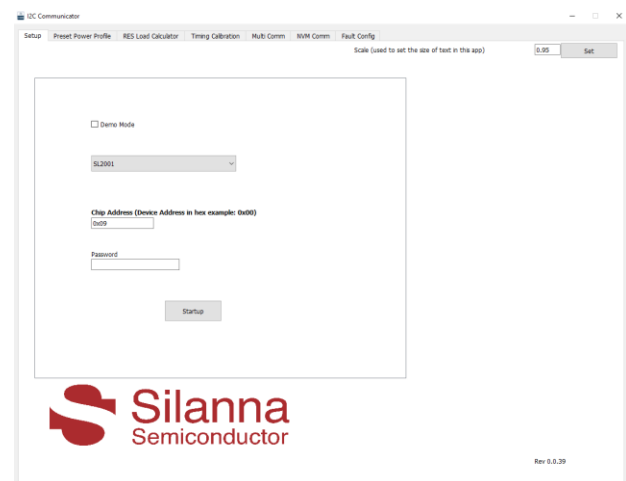 I2C Communicator
Setup Preset Power Profile RES Load Calculator Timing Calibration Multi Comm NVM Comm Fault Config
Scale (used to set the size of text in the app) 0.95 Set
Demo Mode
SL2001
Chip Address (Device Address in hex example: 0x00)
0x09
Password
Startup
Silanna
Semiconductor
Rev 0.0.39